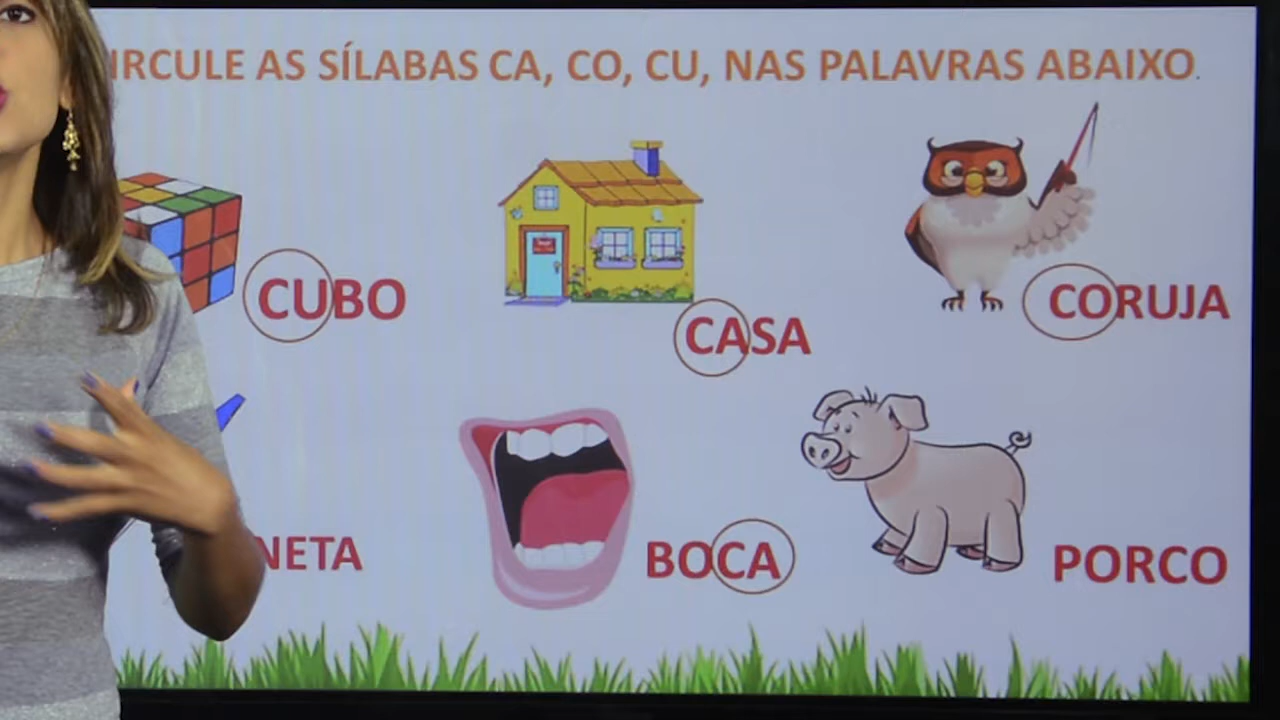 IRCULE AS SÍLABAS CA, CO, CU, NAS PALAVRAS ABAIXO.
CUBO
CASA
CORUJA
NETA
BOCA
PORCO